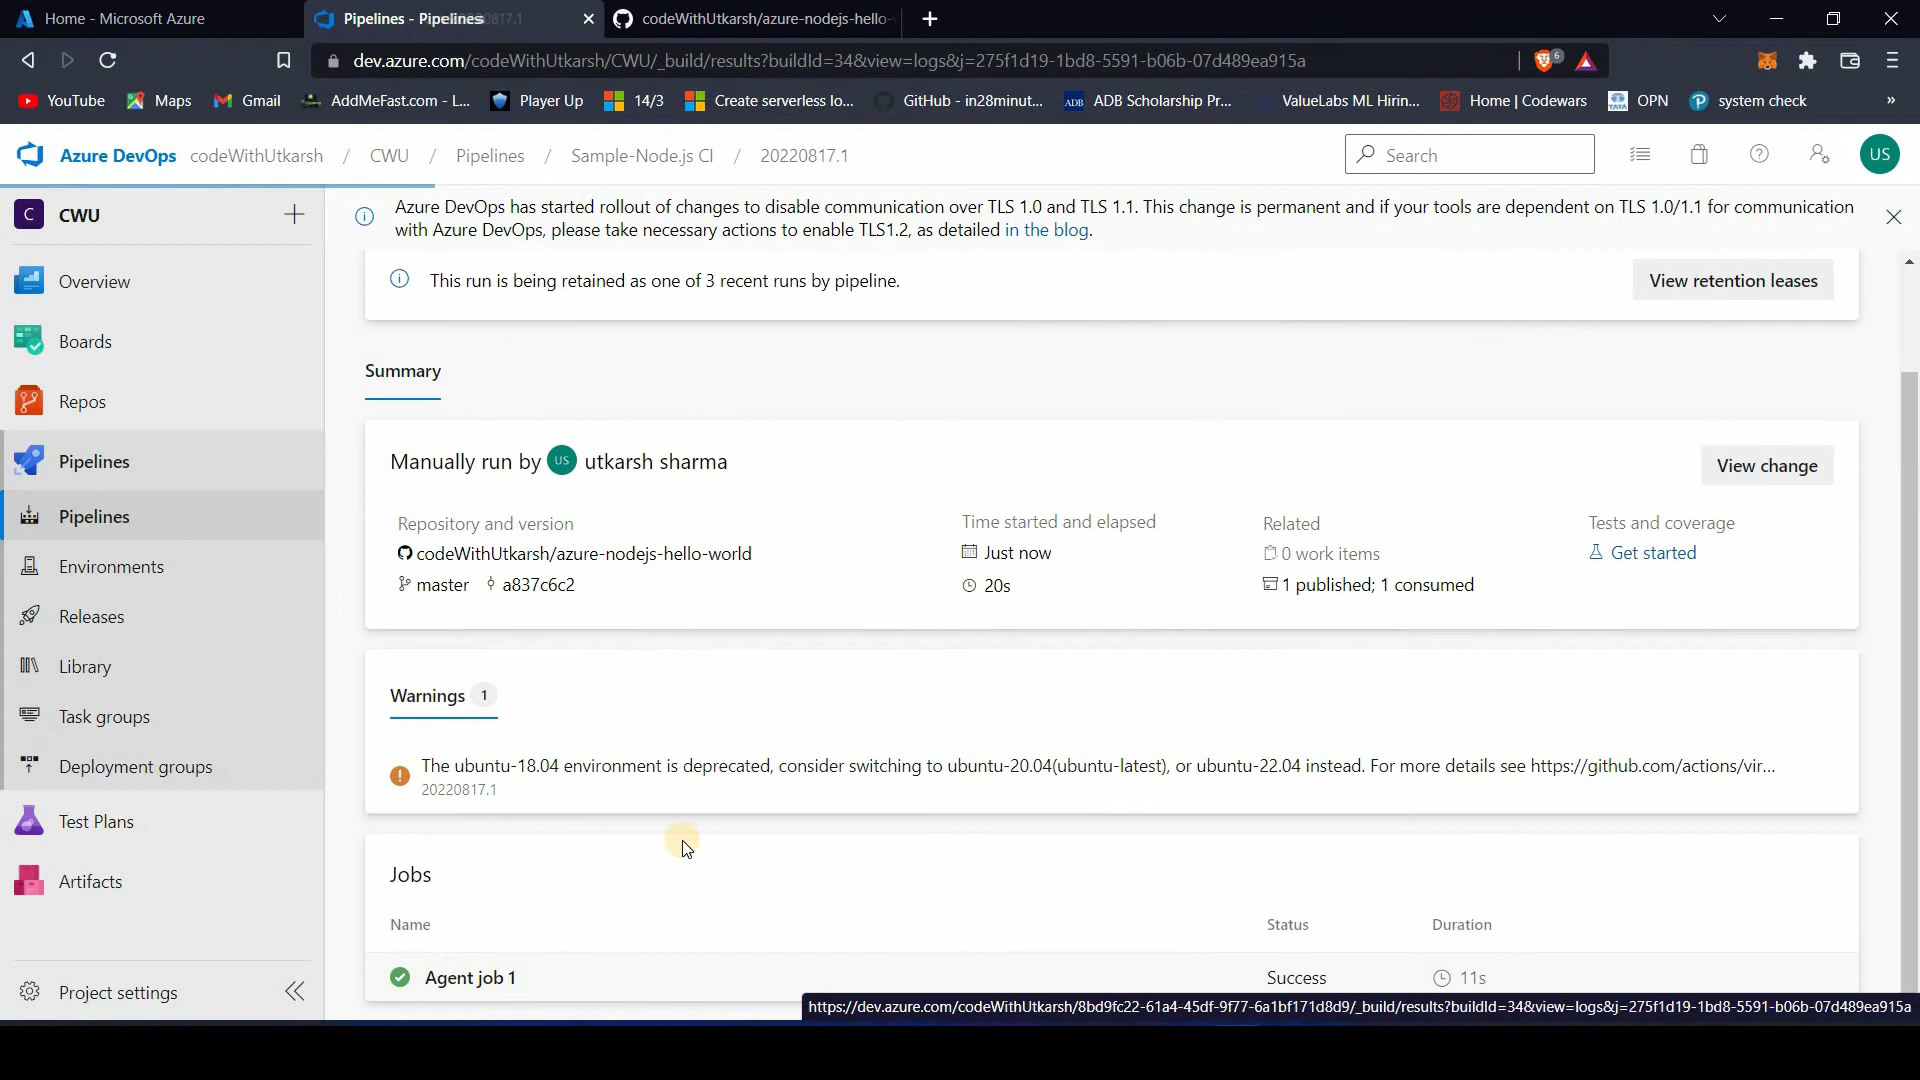 Home - Microsoft Azure
Pipelines - Pipelines
codeWithUtkarsh/azure-nodejs-hello-
dev.azure.com/codeWithUtkarsh/CWU/_build/results?buildId=34&view=logs&j=275f1d19-1bd8-5591-b06b-07d489ea915a
6
YouTube
Maps
Gmail
AddMeFast.com - L...
Player Up
14/3
Create serverless lo...
GitHub - in28minut...
ADB
ADB Scholarship Pr...
ValueLabs ML Hirin...
Home | Codewars
TATA
OPN
system check
»
Azure DevOps codeWithUtkarsh / CWU / Pipelines / Sample-Node.js CI / 20220817.1
Search
US
C CWU
Azure DevOps has started rollout of changes to disable communication over TLS 1.0 and TLS 1.1. This change is permanent and if your tools are dependent on TLS 1.0/1.1 for communication
with Azure DevOps, please take necessary actions to enable TLS1.2, as detailed in the blog.
Overview
Boards
Repos
Pipelines
Pipelines
Environments
Releases
Library
Task groups
Deployment groups
Test Plans
Artifacts
Project settings
This run is being retained as one of 3 recent runs by pipeline.
View retention leases
Summary
Manually run by US utkarsh sharma
View change
Repository and version
codeWithUtkarsh/azure-nodejs-hello-world
master a837c6c2
Time started and elapsed
Just now
20s
Related
0 work items
1 published; 1 consumed
Tests and coverage
Get started
Warnings 1
The ubuntu-18.04 environment is deprecated, consider switching to ubuntu-20.04(ubuntu-latest), or ubuntu-22.04 instead. For more details see https://github.com/actions/vir...
20220817.1
Jobs
Name Status Duration
Agent job 1 Success 11s
https://dev.azure.com/codeWithUtkarsh/8bd9fc22-61a4-45df-9f77-6a1bf171d8d9/_build/results?buildId=34&view=logs&j=275f1d19-1bd8-5591-b06b-07d489ea915a